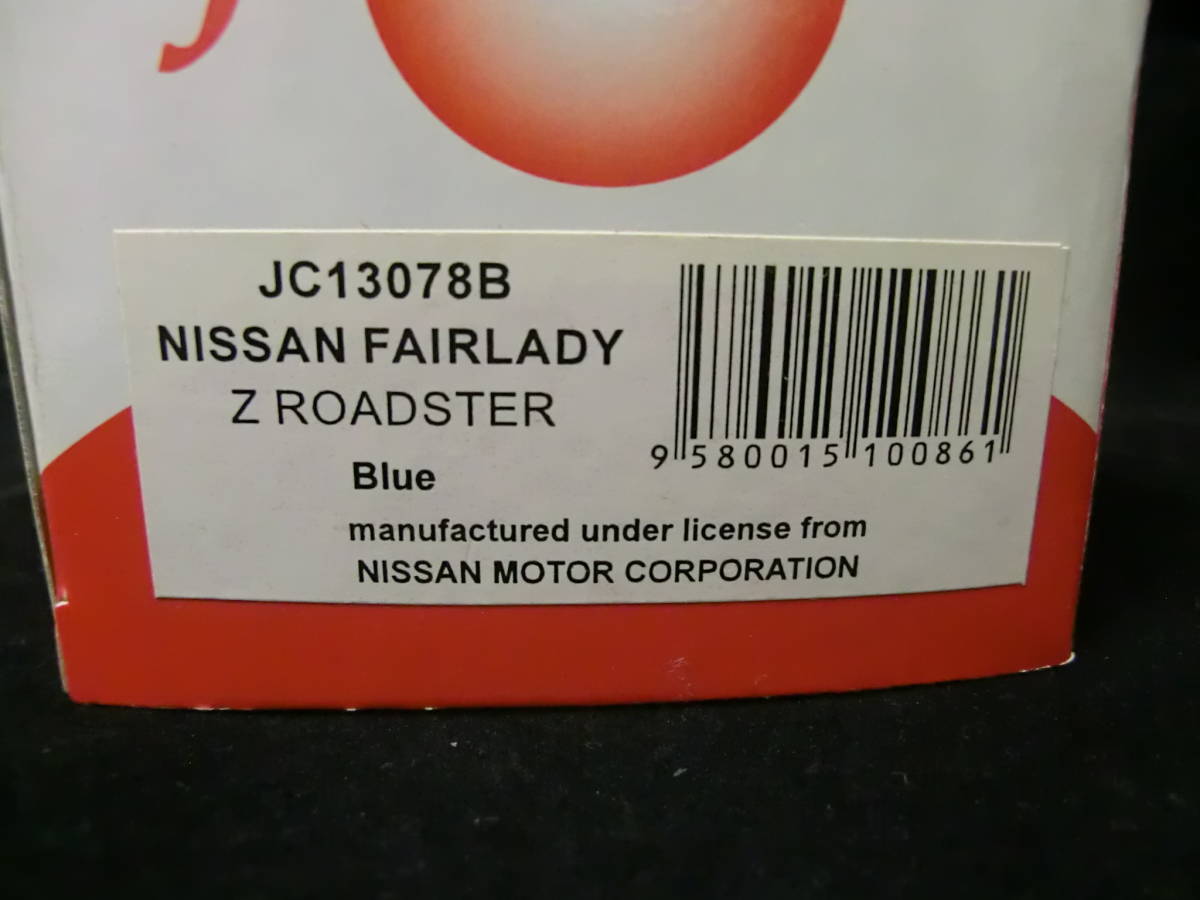 JC13078B
NISSAN FAIRLADY
Z ROADSTER
Blue
manufactured under license from
NISSAN MOTOR CORPORATION
9 580015 100861